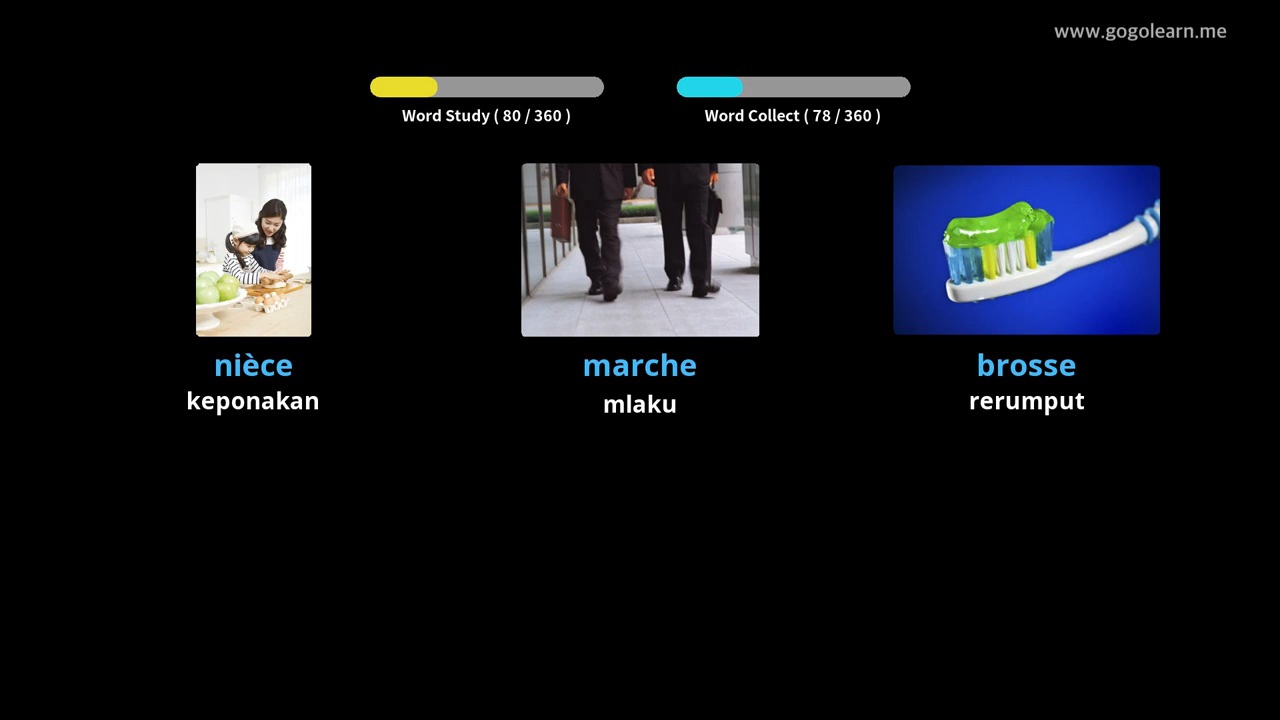 www.gogolearn.me
Word Study ( 80 / 360 )
Word Collect ( 78 / 360 )
nièce
keponakan
marche
mlaku
brosse
rerumput